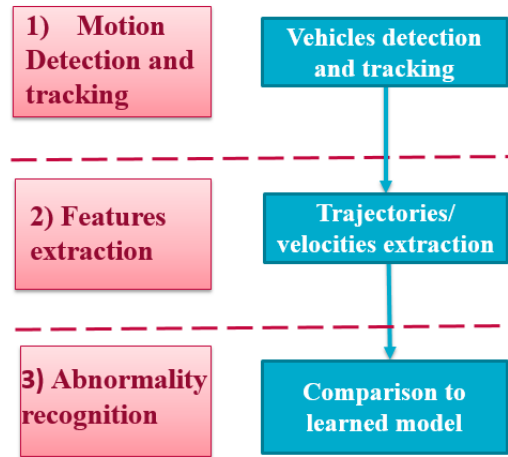 1) Motion
Detection and
tracking
Vehicles detection
and tracking
2) Features
extraction
Trajectories/
velocities extraction
3) Abnormality
recognition
Comparison to
learned model